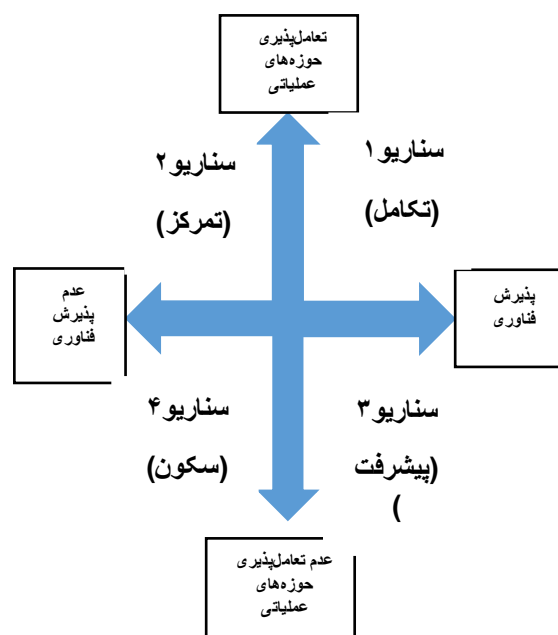 تعامل‌پذیری
حوزه‌های
عملیاتی
سناریو۱
(تکامل)
سناریو۲
(تمرکز)
پذیرش
فناوری
عدم
پذیرش
فناوری
سناریو۳
(پیشرفت
)
سناریو۴
(سکون)
عدم تعامل‌پذیری
حوزه‌های
عملیاتی